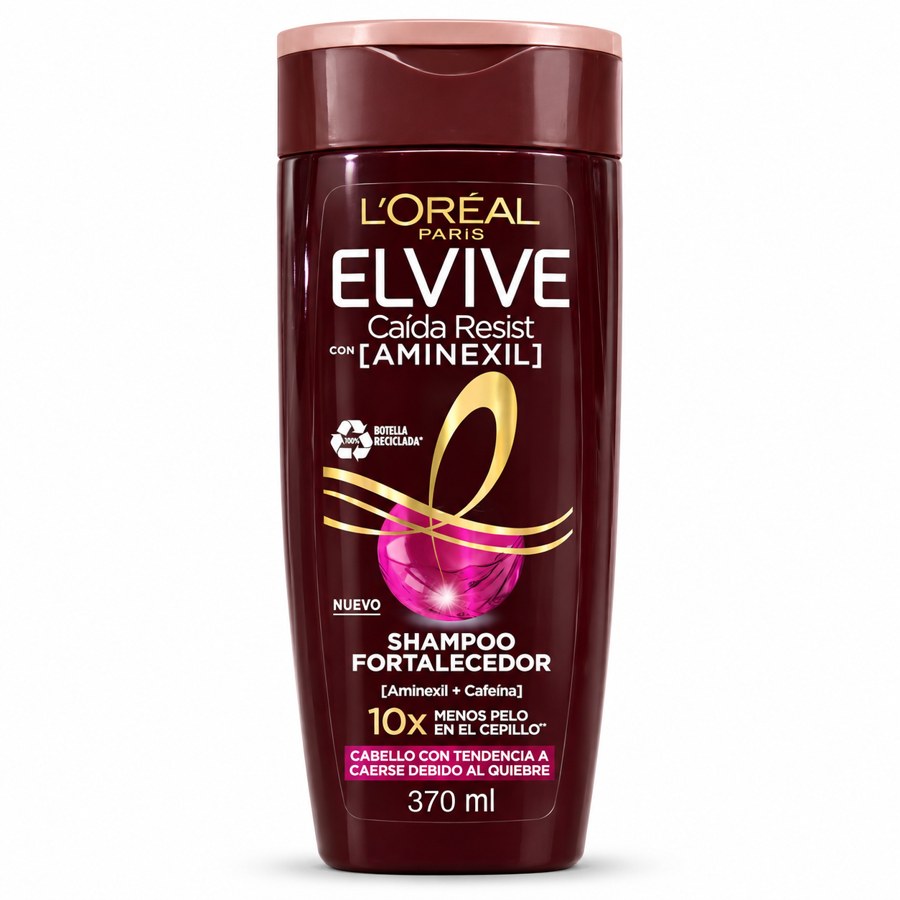 L'ORÉAL
PARiS
ELVIVE
Caída Resist
CON [AMINEXIL]
100%
BOTELLA
RECICLADA*
NUEVO
SHAMPOO
FORTALECEDOR
[Aminexil + Cafeína]
10x MENOS PELO
EN EL CEPILLO**
CABELLO CON TENDENCIA A
CAERSE DEBIDO AL QUIEBRE
370 ml